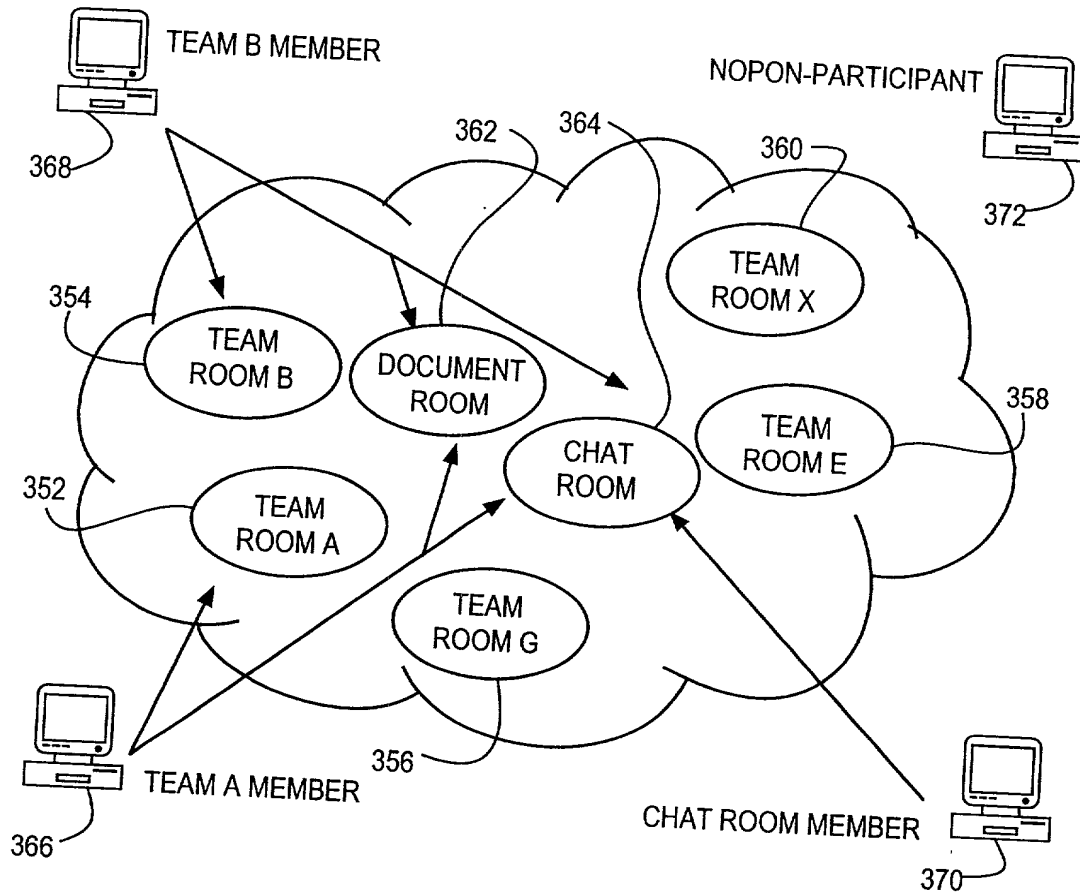 TEAM B MEMBER
368
362
364
NOPON-PARTICIPANT
360
372
TEAM
ROOM X
354
TEAM
ROOM B
DOCUMENT
ROOM
358
TEAM
ROOM E
CHAT
ROOM
352
TEAM
ROOM A
TEAM
ROOM G
356
TEAM A MEMBER
366
CHAT ROOM MEMBER
370